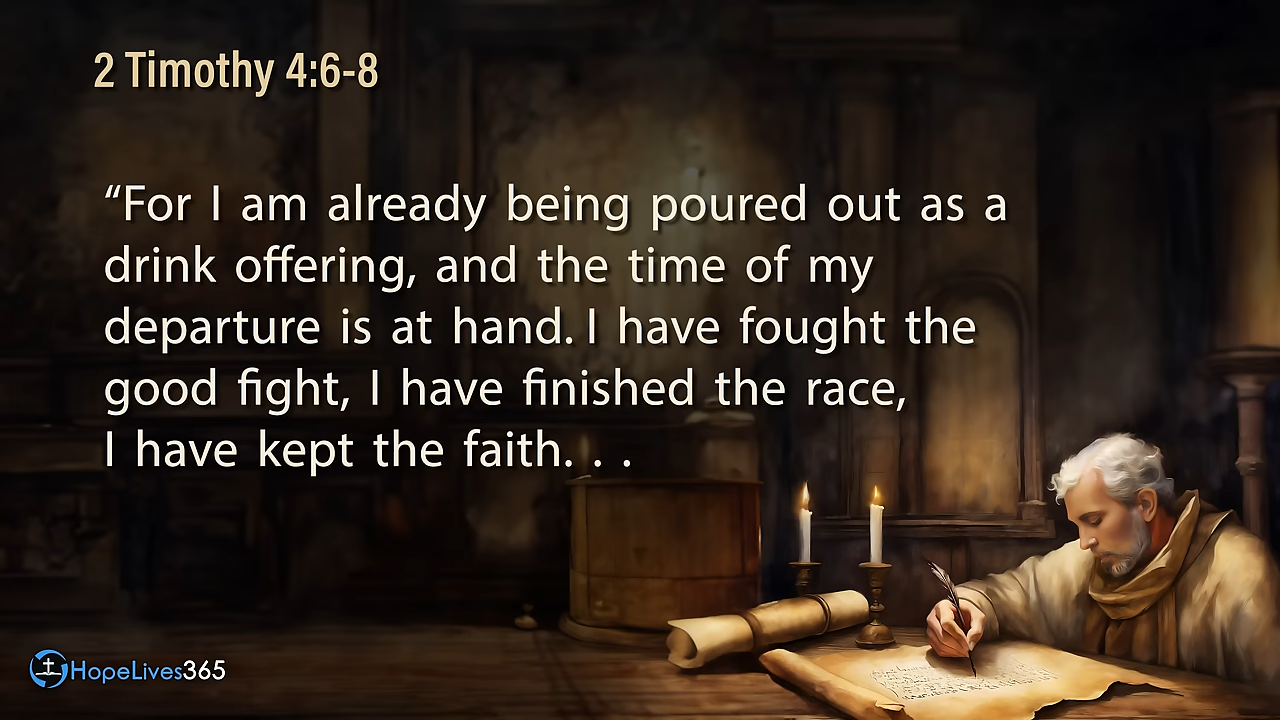 2 Timothy 4:6-8
“For I am already being poured out as a
drink offering, and the time of my
departure is at hand. I have fought the
good fight, I have finished the race,
I have kept the faith. . .
HopeLives365